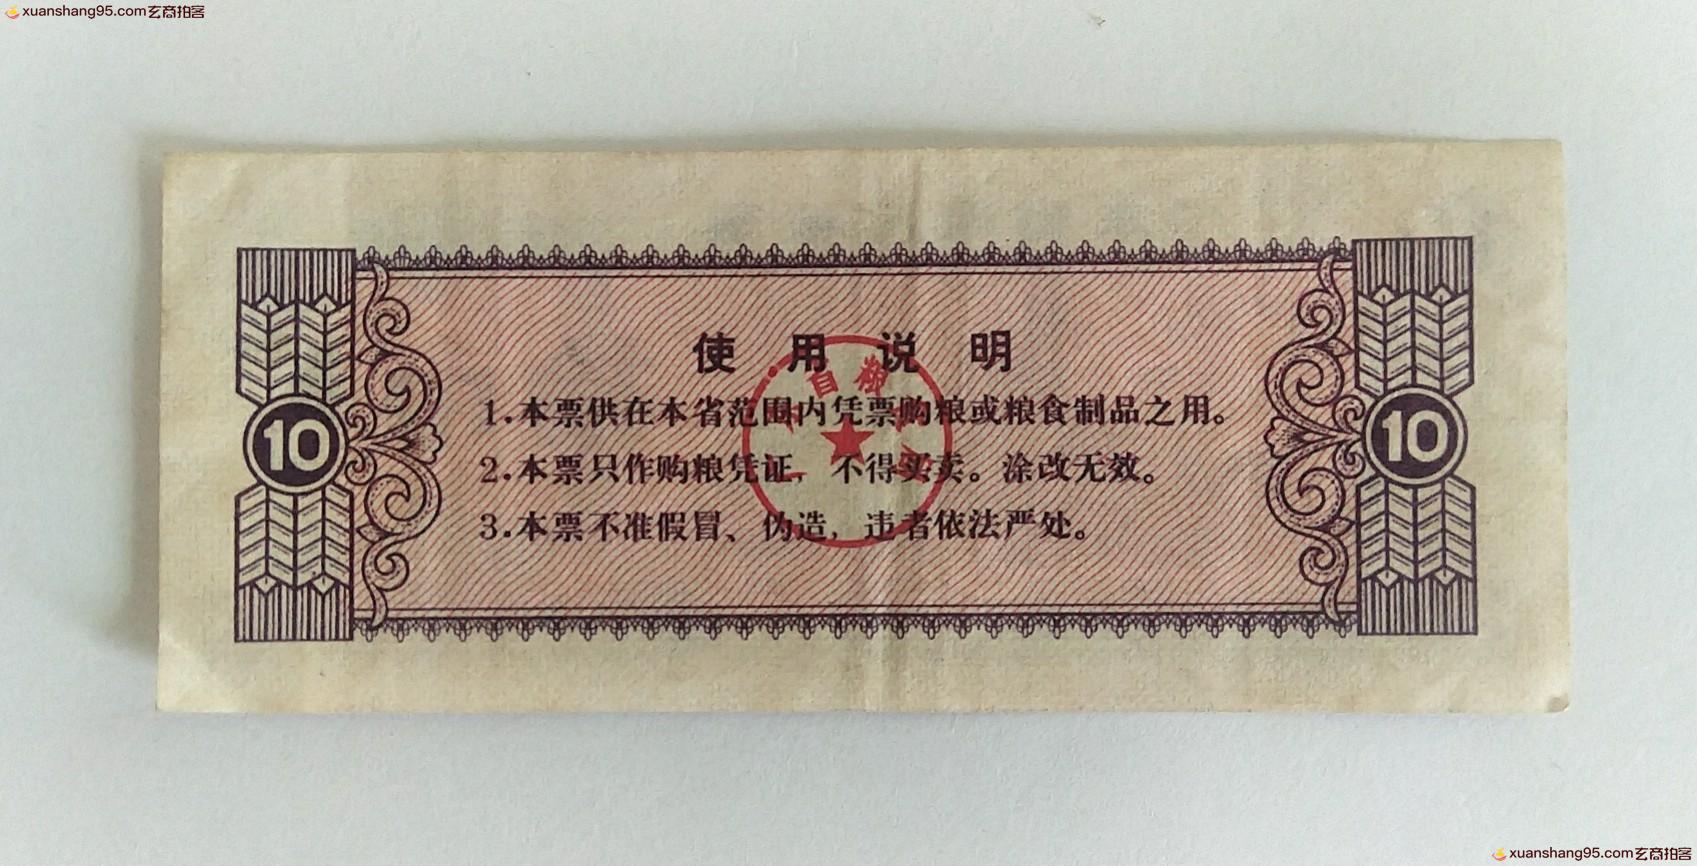 xuanshang95.com玄商拍客
使用说明
1.本票供在本省范围内凭票购粮或粮食制品之用。
2.本票只作购粮凭证，不得买卖。涂改无效。
3.本票不准假冒、伪造，违者依法严处。
10
10
省粮
xuanshang95.com玄商拍客